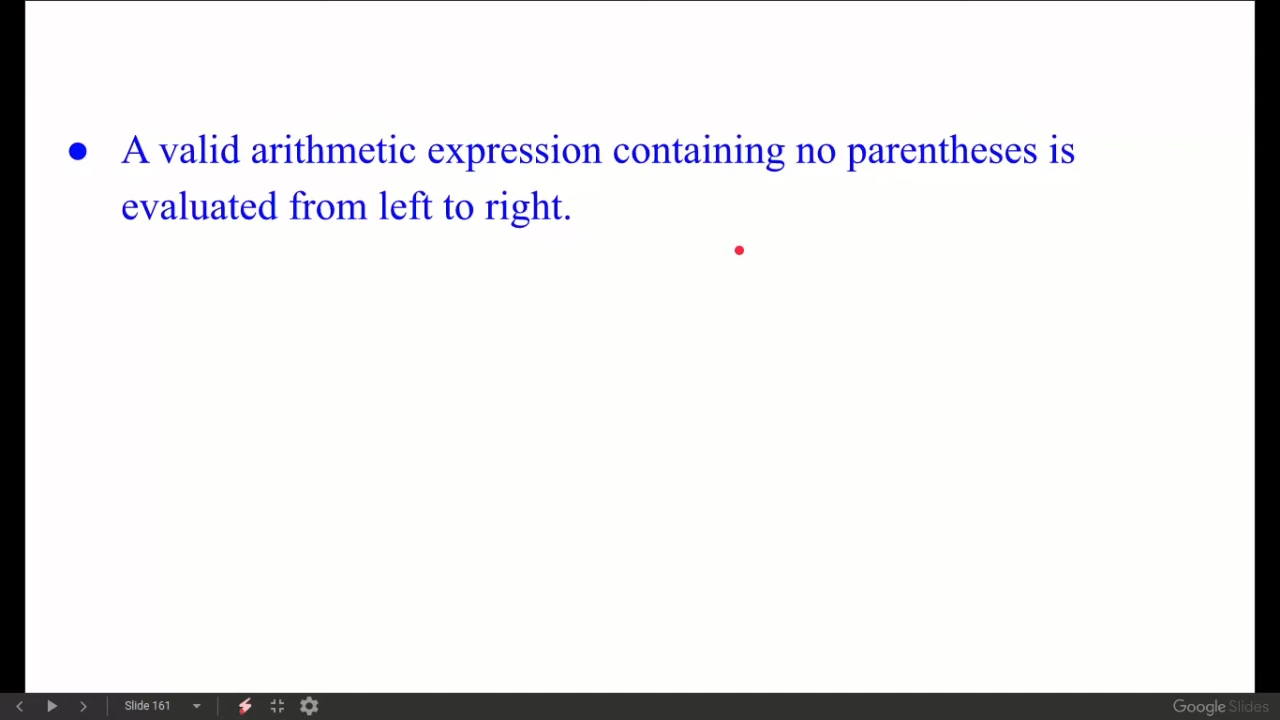 ● A valid arithmetic expression containing no parentheses is
evaluated from left to right.
Slide 161
Google Slides